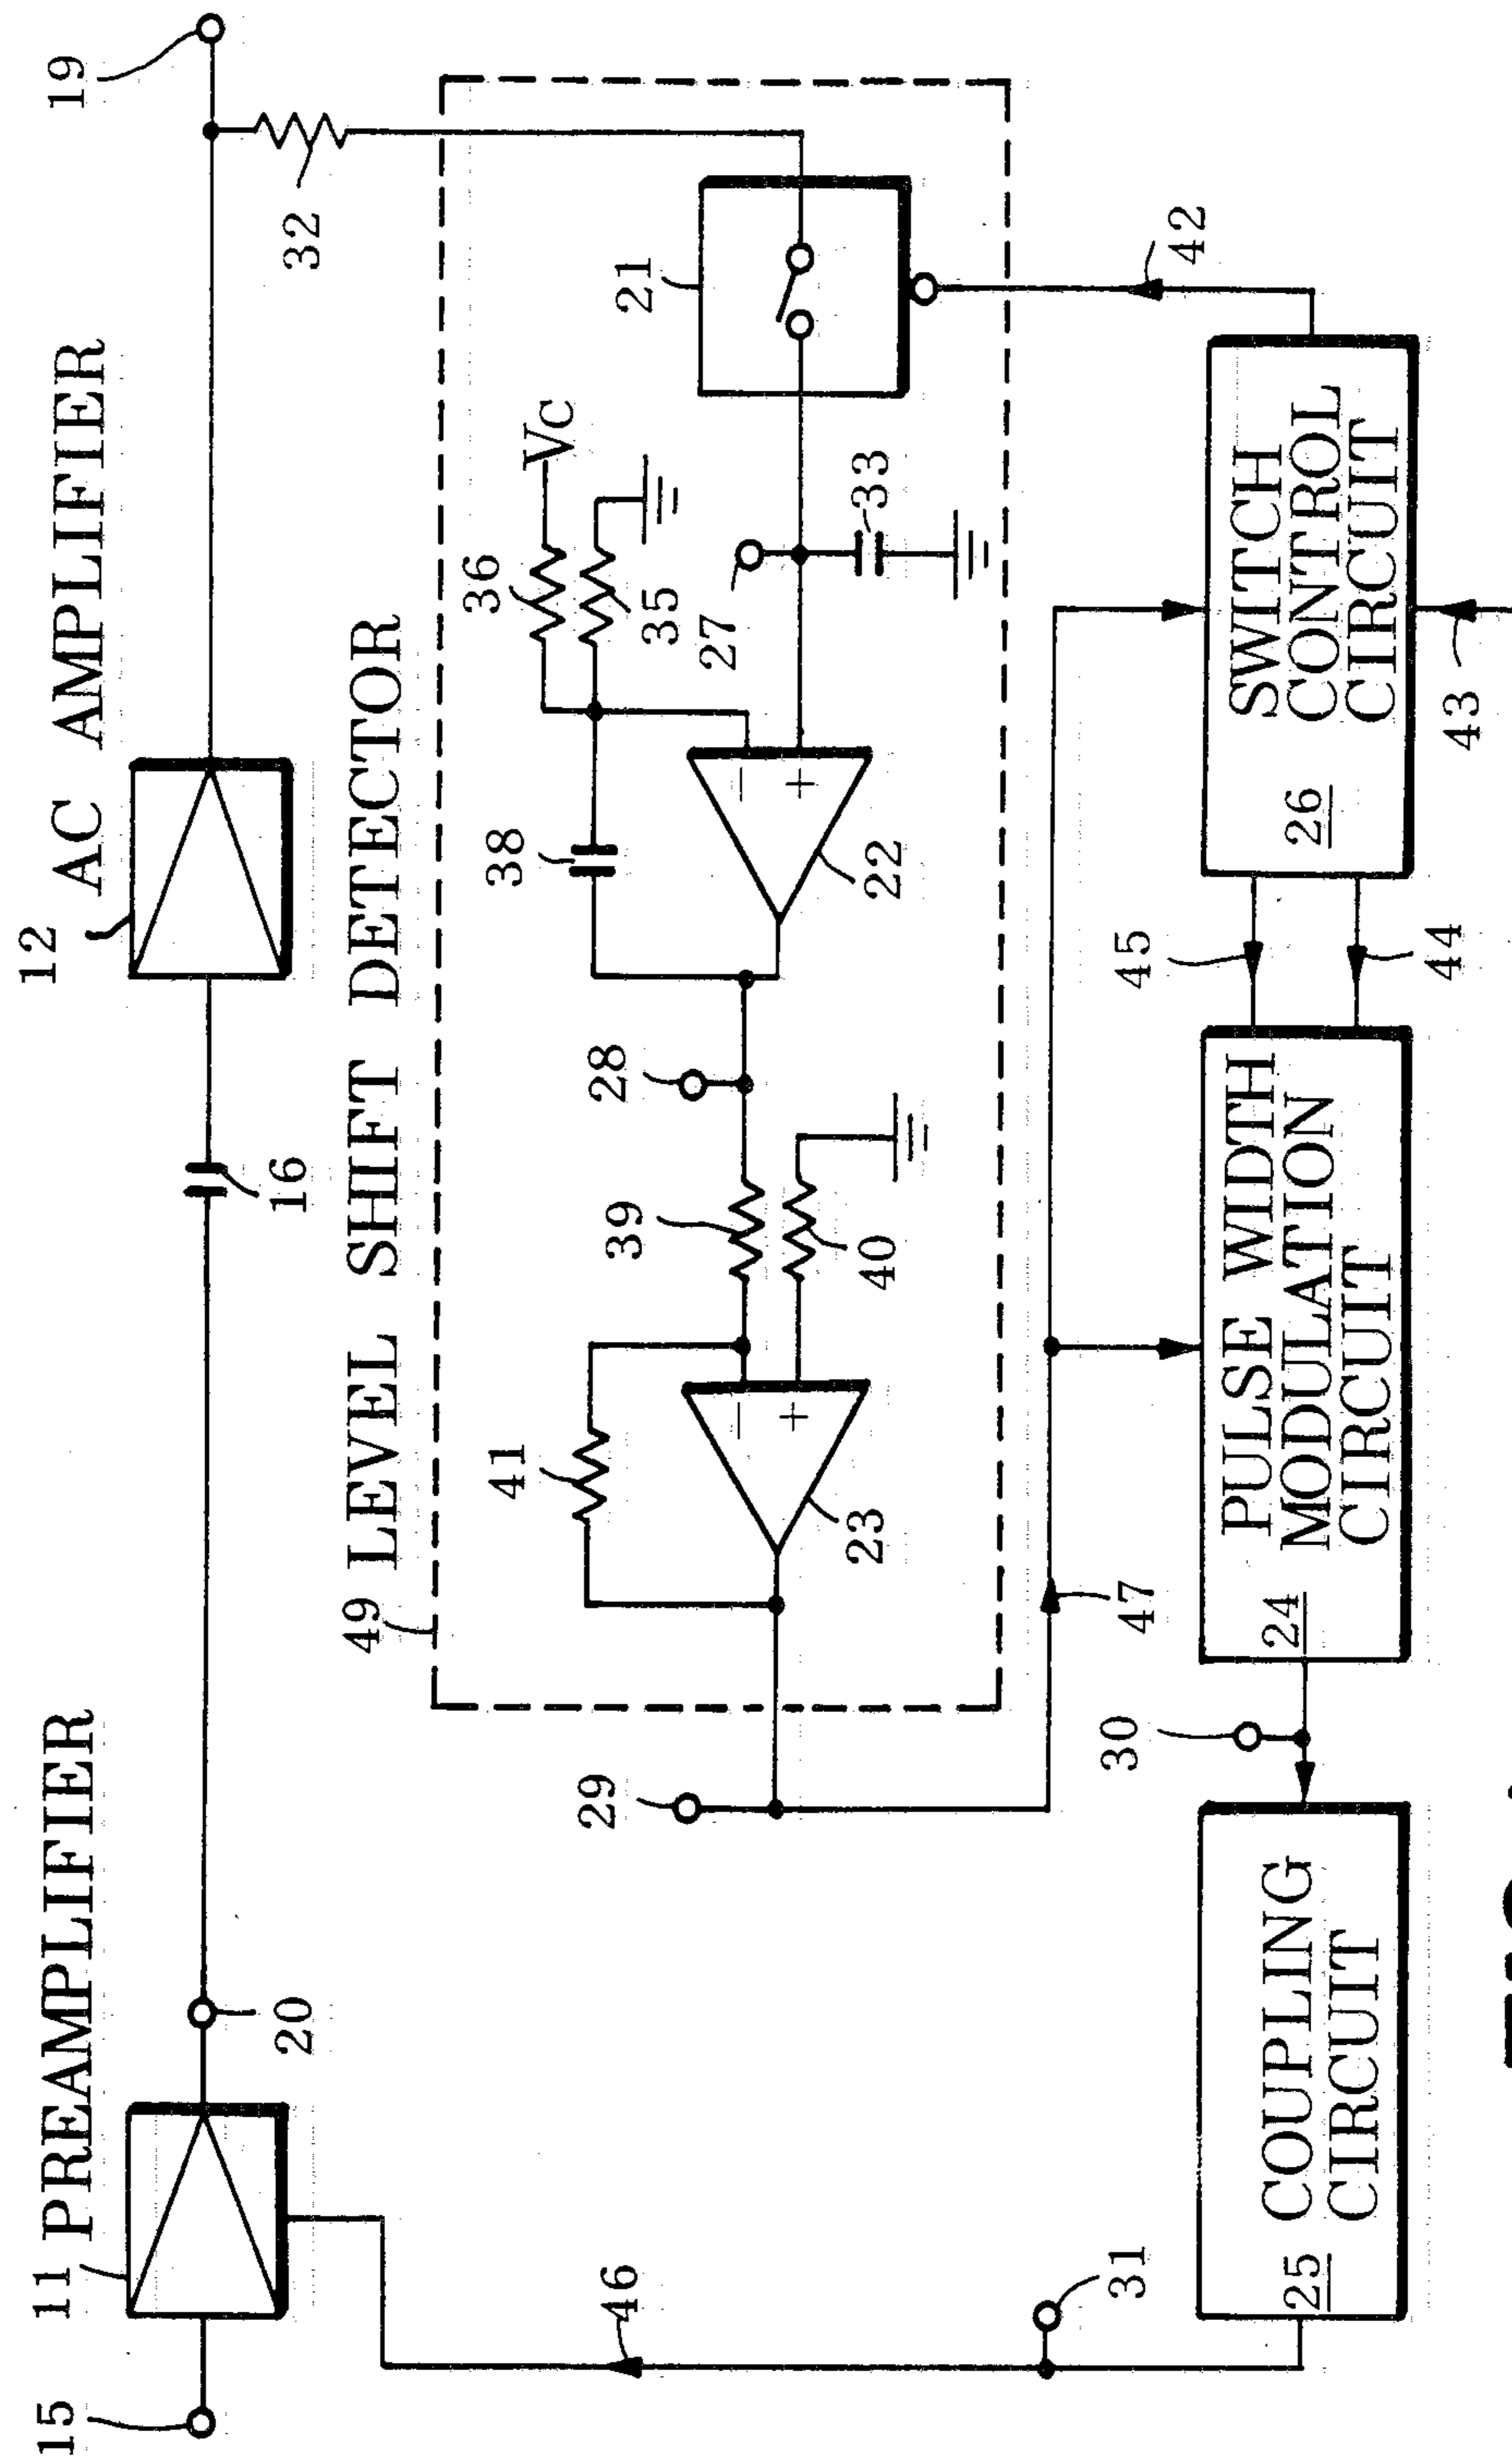 11 PREAMPLIFIER
12 AC AMPLIFIER
15
20
16
19
32
49 LEVEL SHIFT DETECTOR
41
38
36
Vc
35
39
28
21
29
−
+
23
40
−
+
22
27
33
46
31
47
45
44
42
43
30
25
COUPLING
CIRCUIT
24
PULSE WIDTH
MODULATION
CIRCUIT
26
SWITCH
CONTROL
CIRCUIT